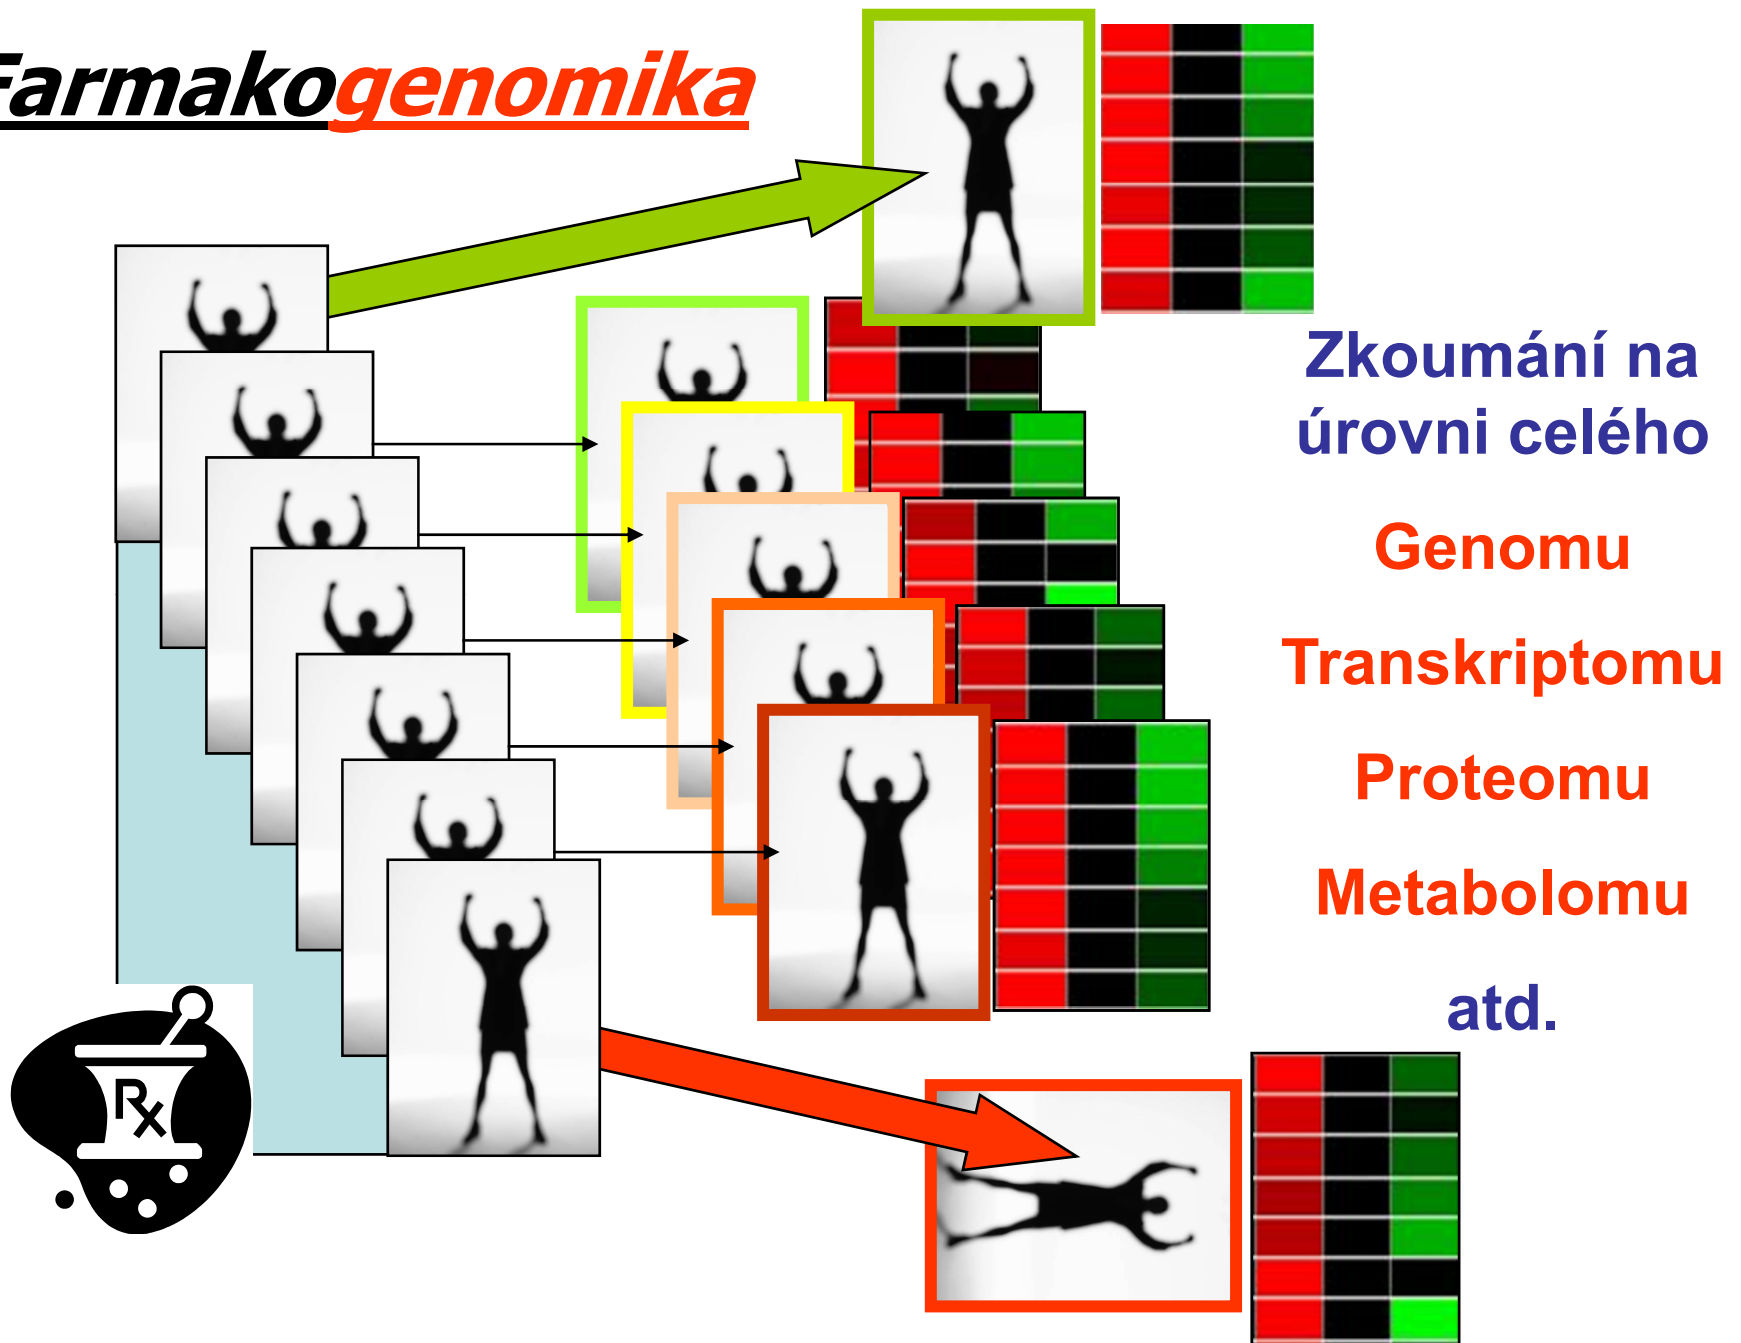 Farmakogenomika
Zkoumání na
úrovni celého
Genomu
Transkriptomu
Proteomu
Metabolomu
atd.
Rx